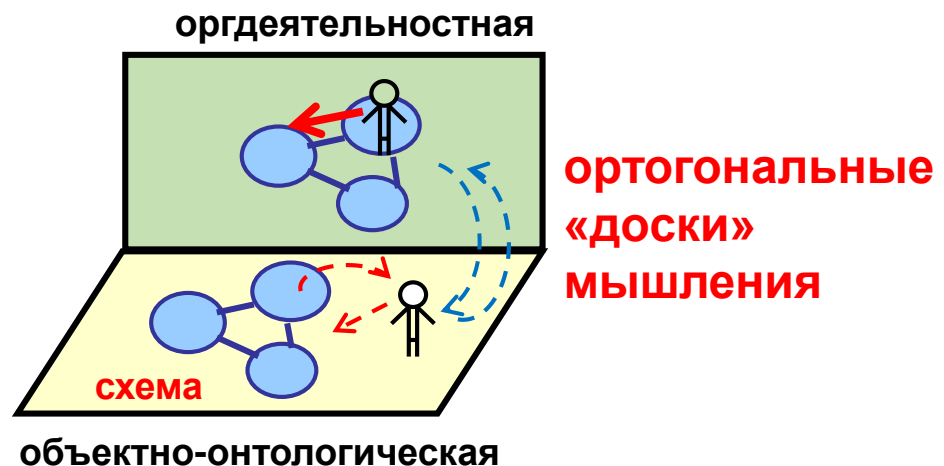 оргдеятельностная
ортогональные
«доски»
мышления
схема
объектно-онтологическая